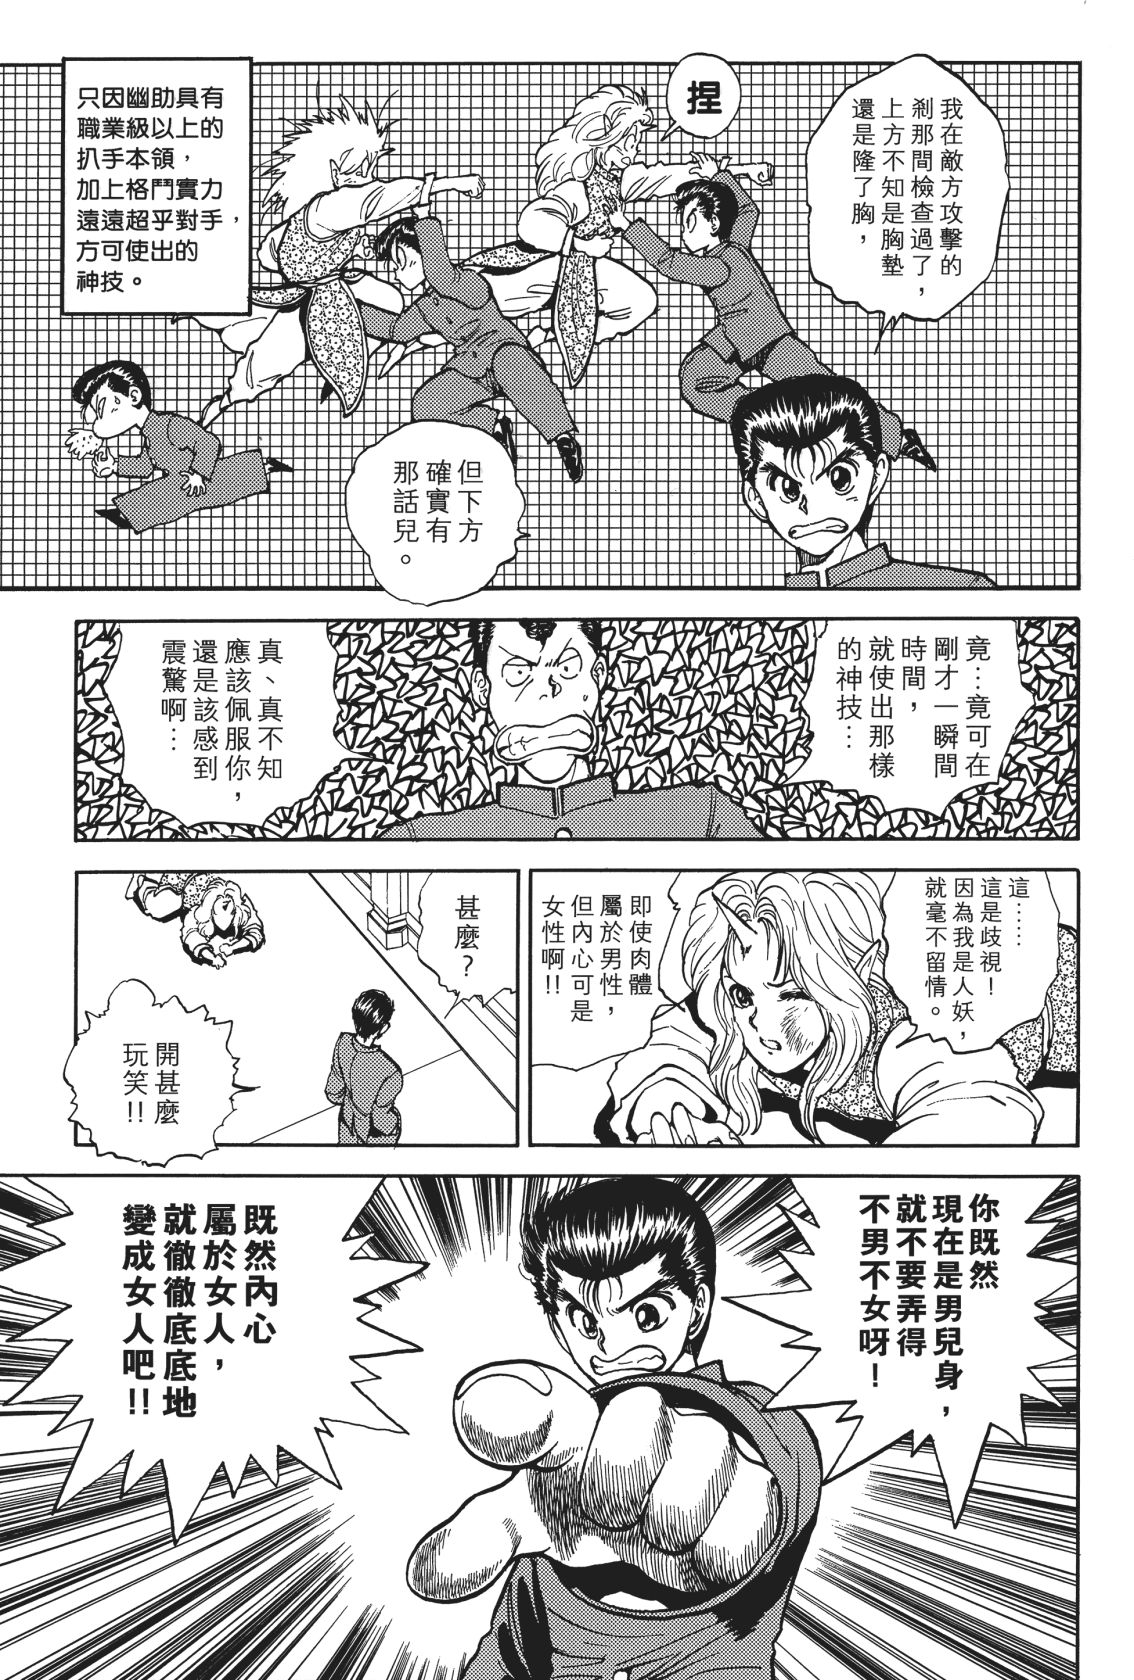 我在敵方攻擊的
剎那間檢查過了，
上方不知是胸墊
還是隆了胸，
捏
只因幽助具有
職業級以上的
扒手本領，
加上格鬥實力
遠遠超乎對手，
方可使出的
神技。
但下方
確實有
那話兒。
竟…竟可在
剛才一瞬間
時間，
就使出那樣
的神技…
真、真不知
應該佩服你，
還是該感到
震驚啊…
這……
這是歧視！
因為我是人妖，
就毫不留情。
即使肉體
屬於男性，
但內心可是
女性啊!!
甚麼？
開甚麼
玩笑!!
你既然
現在是男兒身，
就不要弄得
不男不女呀！
既然內心
屬於女人，
就徹徹底底地
變成女人吧!!